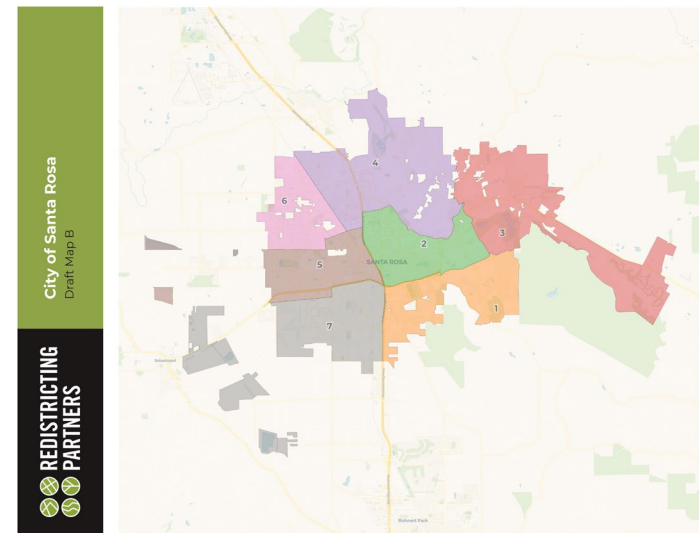 City of Santa Rosa
Draft Map B
REDISTRICTING
PARTNERS
4
6
3
2
SANTA ROSA
5
1
7
Sebastopol
Rohnert Park